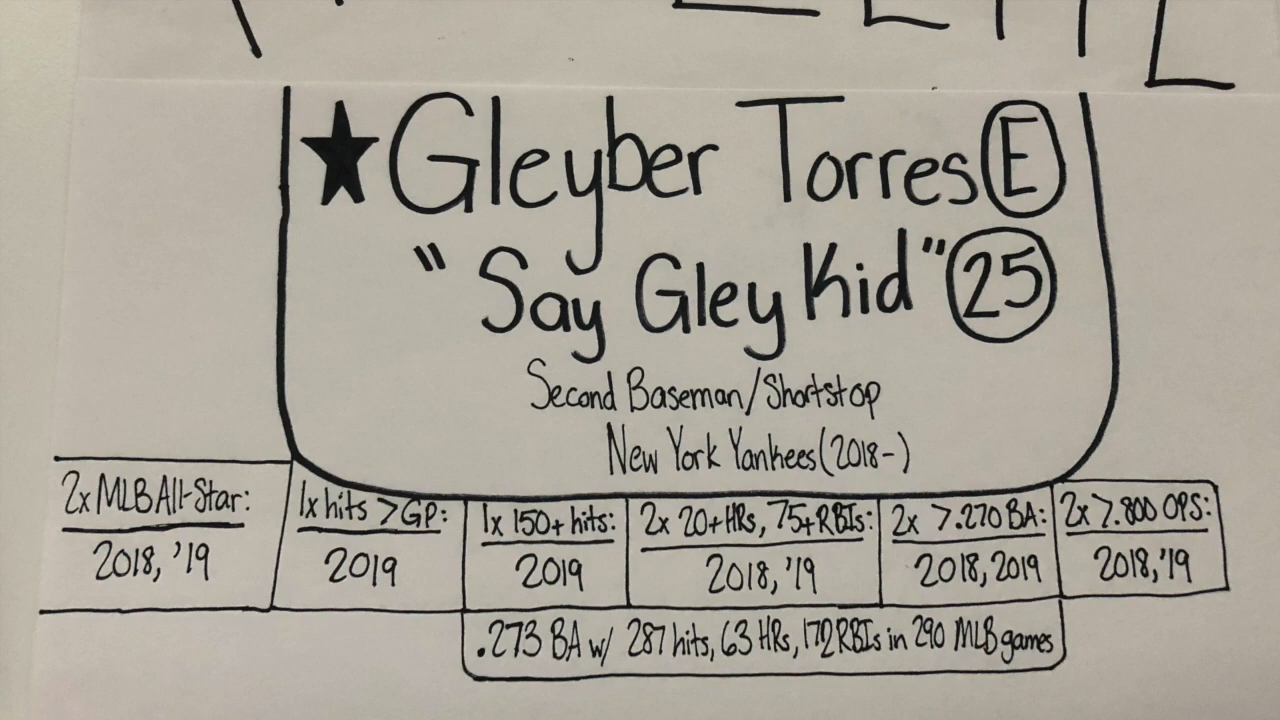 ★Gleyber Torres Ⓔ
"Say Gley Kid" 25
Second Baseman/Shortstop
New York Yankees(2018-)
2x MLB All-Star:
2018, '19
1x hits >GP:
2019
1x 150+ hits:
2019
2x 20+HRs, 75+RBIs:
2018, '19
2x >.270 BA:
2018, 2019
2x >.800 OPS:
2018,'19
.273 BA w/ 287 hits, 63 HRs, 172 RBIs in 290 MLB games